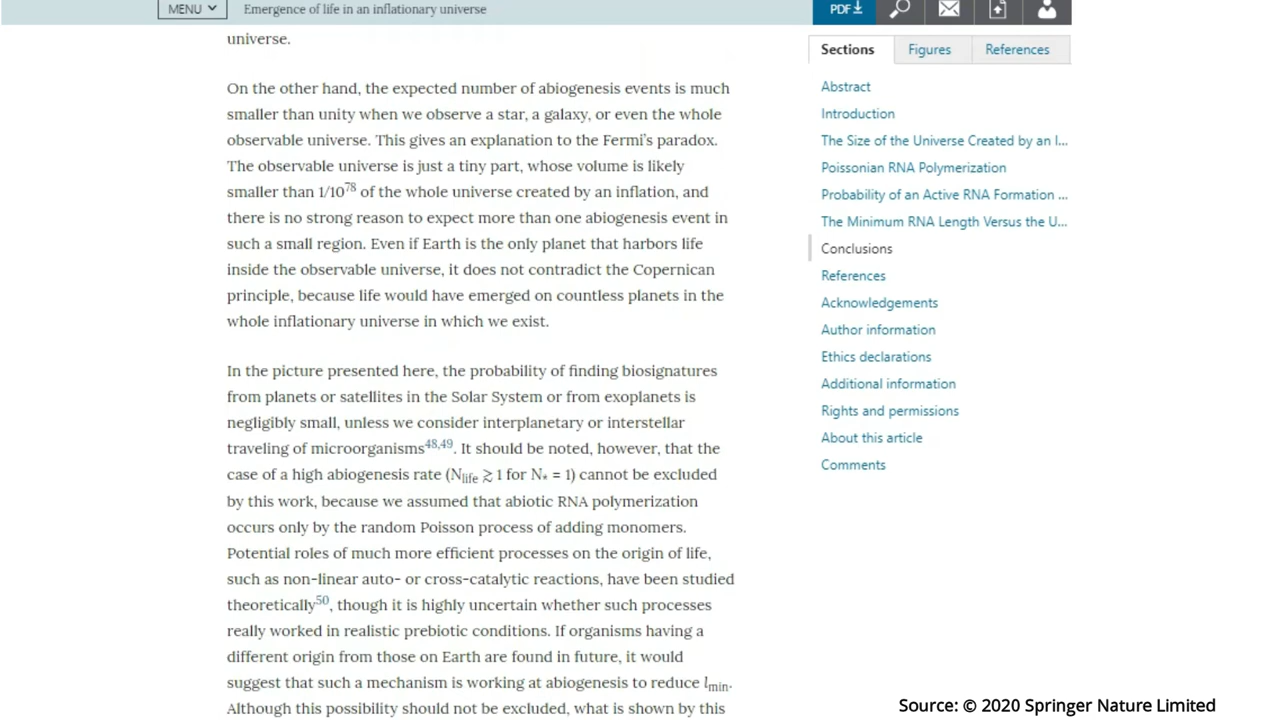 MENU Emergence of life in an inflationary universe
PDF
universe.
On the other hand, the expected number of abiogenesis events is much
smaller than unity when we observe a star, a galaxy, or even the whole
observable universe. This gives an explanation to the Fermi's paradox.
The observable universe is just a tiny part, whose volume is likely
smaller than 1/10⁷⁸ of the whole universe created by an inflation, and
there is no strong reason to expect more than one abiogenesis event in
such a small region. Even if Earth is the only planet that harbors life
inside the observable universe, it does not contradict the Copernican
principle, because life would have emerged on countless planets in the
whole inflationary universe in which we exist.
In the picture presented here, the probability of finding biosignatures
from planets or satellites in the Solar System or from exoplanets is
negligibly small, unless we consider interplanetary or interstellar
traveling of microorganisms⁴⁸,⁴⁹. It should be noted, however, that the
case of a high abiogenesis rate (Nlife ≳ 1 for N* = 1) cannot be excluded
by this work, because we assumed that abiotic RNA polymerization
occurs only by the random Poisson process of adding monomers.
Potential roles of much more efficient processes on the origin of life,
such as non-linear auto- or cross-catalytic reactions, have been studied
theoretically⁵⁰, though it is highly uncertain whether such processes
really worked in realistic prebiotic conditions. If organisms having a
different origin from those on Earth are found in future, it would
suggest that such a mechanism is working at abiogenesis to reduce lmin.
Although this possibility should not be excluded, what is shown by this
Sections Figures References
Abstract
Introduction
The Size of the Universe Created by an I...
Poissonian RNA Polymerization
Probability of an Active RNA Formation ...
The Minimum RNA Length Versus the U...
Conclusions
References
Acknowledgements
Author information
Ethics declarations
Additional information
Rights and permissions
About this article
Comments
Source: © 2020 Springer Nature Limited